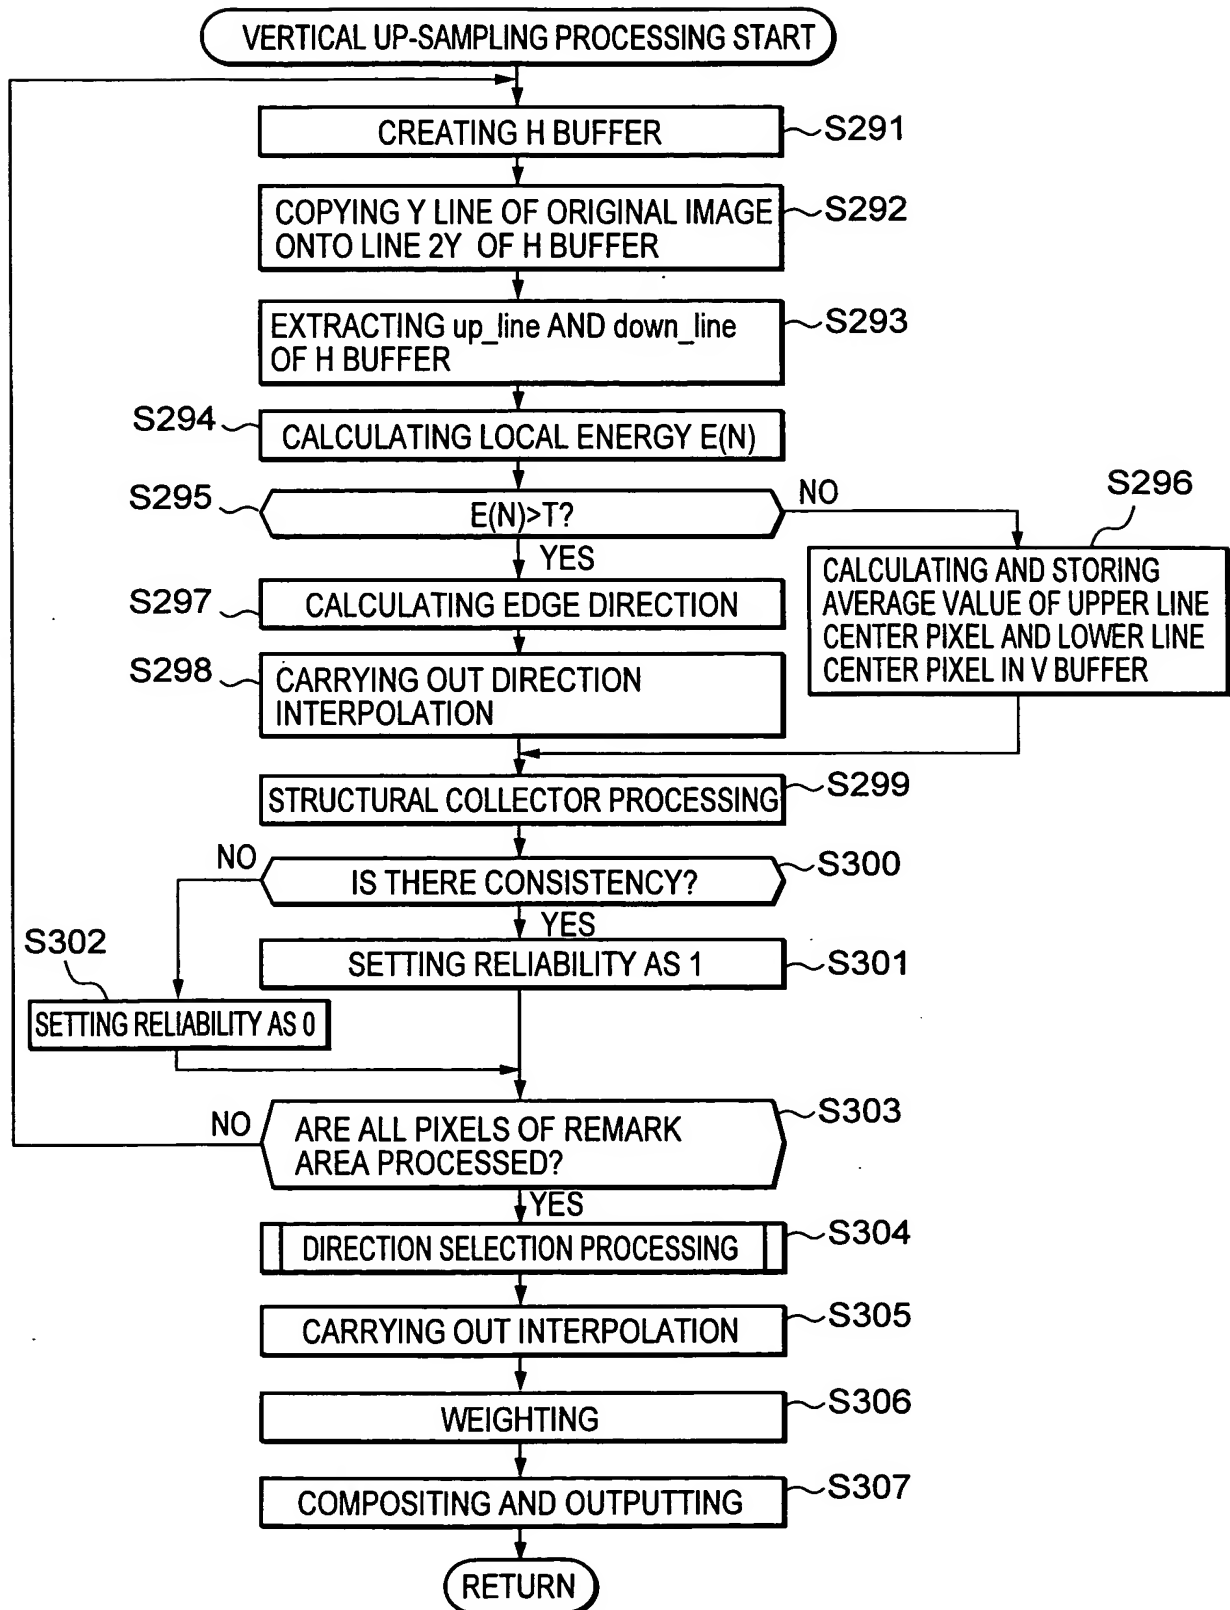 VERTICAL UP-SAMPLING PROCESSING START
CREATING H BUFFER
S291
COPYING Y LINE OF ORIGINAL IMAGE
ONTO LINE 2Y OF H BUFFER
S292
EXTRACTING up_line AND down_line
OF H BUFFER
S293
S294
CALCULATING LOCAL ENERGY E(N)
S295
E(N)>T?
NO
YES
S296
CALCULATING AND STORING
AVERAGE VALUE OF UPPER LINE
CENTER PIXEL AND LOWER LINE
CENTER PIXEL IN V BUFFER
S297
CALCULATING EDGE DIRECTION
S298
CARRYING OUT DIRECTION
INTERPOLATION
STRUCTURAL COLLECTOR PROCESSING
S299
NO
IS THERE CONSISTENCY?
S300
YES
SETTING RELIABILITY AS 1
S301
S302
SETTING RELIABILITY AS 0
NO
ARE ALL PIXELS OF REMARK
AREA PROCESSED?
S303
YES
DIRECTION SELECTION PROCESSING
S304
CARRYING OUT INTERPOLATION
S305
WEIGHTING
S306
COMPOSITING AND OUTPUTTING
S307
RETURN